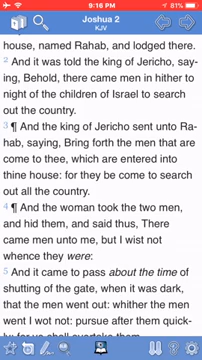 9:16 PM
81%
Joshua 2
KJV
house, named Rahab, and lodged there.
2 And it was told the king of Jericho, say-
ing, Behold, there came men in hither to
night of the children of Israel to search
out the country.
3 ¶ And the king of Jericho sent unto Ra-
hab, saying, Bring forth the men that are
come to thee, which are entered into
thine house: for they be come to search
out all the country.
4 ¶ And the woman took the two men,
and hid them, and said thus, There
came men unto me, but I wist not
whence they were:
5 And it came to pass about the time of
shutting of the gate, when it was dark,
that the men went out: whither the men
went I wot not: pursue after them quick-
ly; for ye shall overtake them.